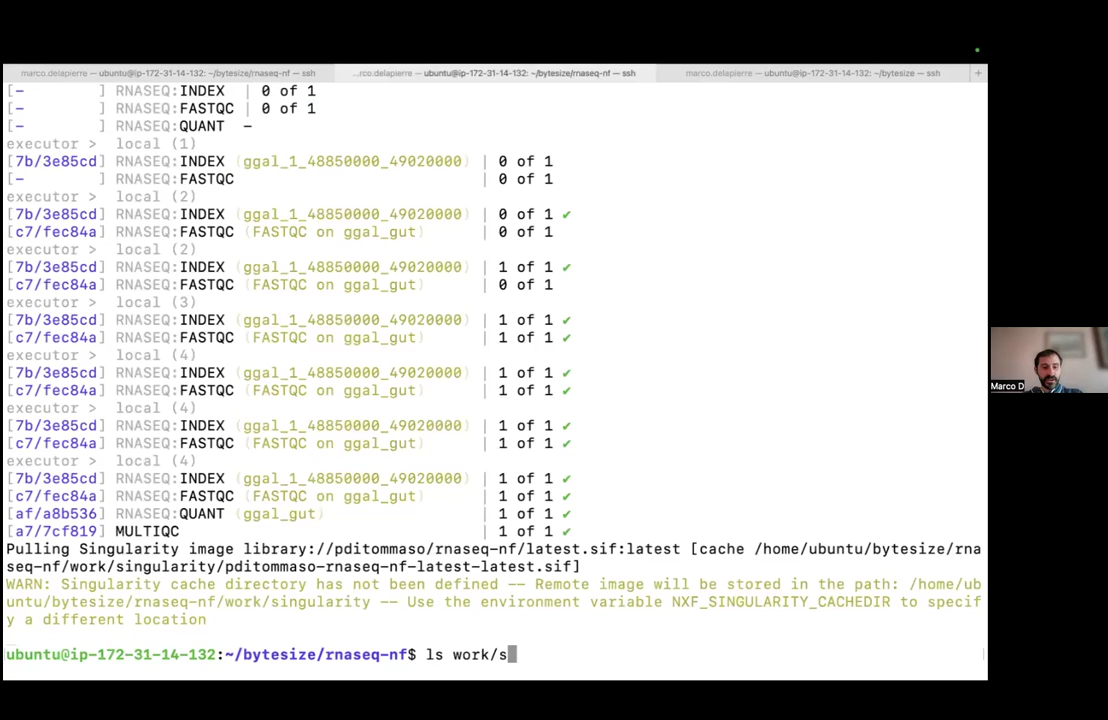 marco.delapierre — ubuntu@ip-172-31-14-132: ~/bytesize/rnaseq-nf — ssh
...rco.delapierre — ubuntu@ip-172-31-14-132: ~/bytesize/rnaseq-nf — ssh
marco.delapierre — ubuntu@ip-172-31-14-132: ~/bytesize — ssh
+
[-        ] RNASEQ:INDEX  | 0 of 1
[-        ] RNASEQ:FASTQC | 0 of 1
[-        ] RNASEQ:QUANT  -
executor >  local (1)
[7b/3e85cd] RNASEQ:INDEX (ggal_1_48850000_49020000) | 0 of 1
[-        ] RNASEQ:FASTQC                           | 0 of 1
executor >  local (2)
[7b/3e85cd] RNASEQ:INDEX (ggal_1_48850000_49020000) | 0 of 1 ✔
[c7/fec84a] RNASEQ:FASTQC (FASTQC on ggal_gut)      | 0 of 1
executor >  local (2)
[7b/3e85cd] RNASEQ:INDEX (ggal_1_48850000_49020000) | 1 of 1 ✔
[c7/fec84a] RNASEQ:FASTQC (FASTQC on ggal_gut)      | 0 of 1
executor >  local (3)
[7b/3e85cd] RNASEQ:INDEX (ggal_1_48850000_49020000) | 1 of 1 ✔
[c7/fec84a] RNASEQ:FASTQC (FASTQC on ggal_gut)      | 1 of 1 ✔
executor >  local (4)
[7b/3e85cd] RNASEQ:INDEX (ggal_1_48850000_49020000) | 1 of 1 ✔
[c7/fec84a] RNASEQ:FASTQC (FASTQC on ggal_gut)      | 1 of 1 ✔
executor >  local (4)
[7b/3e85cd] RNASEQ:INDEX (ggal_1_48850000_49020000) | 1 of 1 ✔
[c7/fec84a] RNASEQ:FASTQC (FASTQC on ggal_gut)      | 1 of 1 ✔
executor >  local (4)
[7b/3e85cd] RNASEQ:INDEX (ggal_1_48850000_49020000) | 1 of 1 ✔
[c7/fec84a] RNASEQ:FASTQC (FASTQC on ggal_gut)      | 1 of 1 ✔
[af/a8b536] RNASEQ:QUANT (ggal_gut)                 | 1 of 1 ✔
[a7/7cf819] MULTIQC                                 | 1 of 1 ✔
Pulling Singularity image library://pditommaso/rnaseq-nf/latest.sif:latest [cache /home/ubuntu/bytesize/rna
seq-nf/work/singularity/pditommaso-rnaseq-nf-latest-latest.sif]
WARN: Singularity cache directory has not been defined -- Remote image will be stored in the path: /home/ub
untu/bytesize/rnaseq-nf/work/singularity -- Use the environment variable NXF_SINGULARITY_CACHEDIR to specif
y a different location
ubuntu@ip-172-31-14-132:~/bytesize/rnaseq-nf$ ls work/s
Marco D